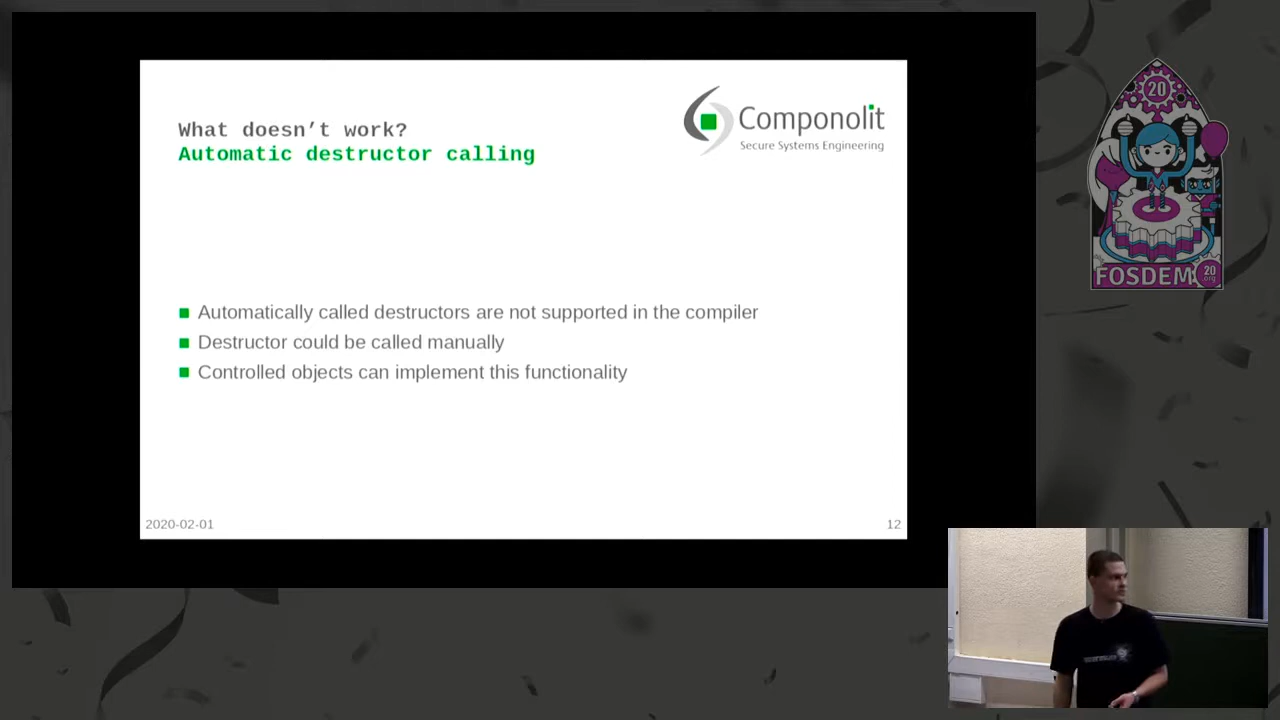 What doesn't work?
Automatic destructor calling
Componolit
Secure Systems Engineering
Automatically called destructors are not supported in the compiler
Destructor could be called manually
Controlled objects can implement this functionality
2020-02-01
12
20
FOSDEM
20
.org